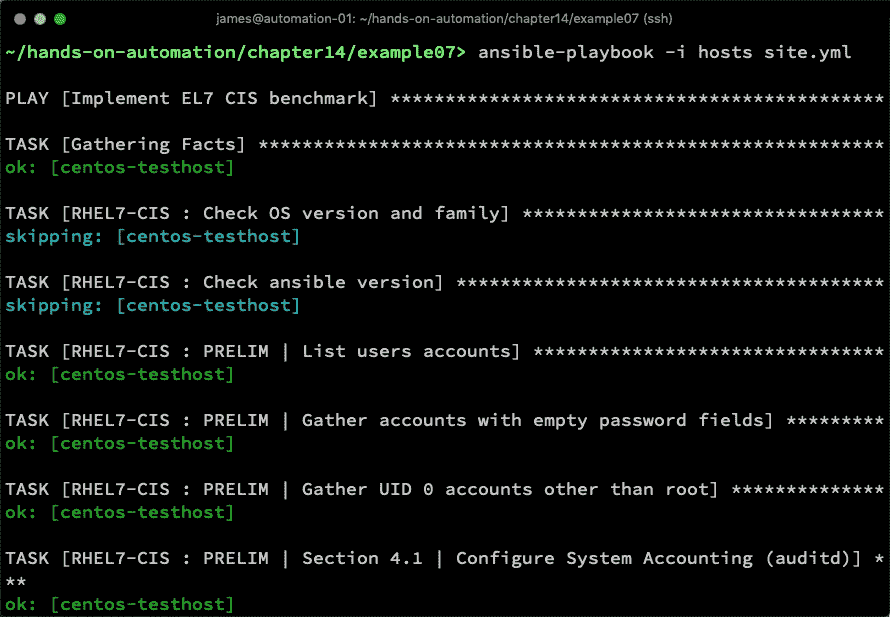 james@automation-01: ~/hands-on-automation/chapter14/example07 (ssh)
~/hands-on-automation/chapter14/example07> ansible-playbook -i hosts site.yml
PLAY [Implement EL7 CIS benchmark] *********************************************
TASK [Gathering Facts] *********************************************************
ok: [centos-testhost]
TASK [RHEL7-CIS : Check OS version and family] *********************************
skipping: [centos-testhost]
TASK [RHEL7-CIS : Check ansible version] ***************************************
skipping: [centos-testhost]
TASK [RHEL7-CIS : PRELIM | List users accounts] ********************************
ok: [centos-testhost]
TASK [RHEL7-CIS : PRELIM | Gather accounts with empty password fields] *********
ok: [centos-testhost]
TASK [RHEL7-CIS : PRELIM | Gather UID 0 accounts other than root] **************
ok: [centos-testhost]
TASK [RHEL7-CIS : PRELIM | Section 4.1 | Configure System Accounting (auditd)] *
**
ok: [centos-testhost]